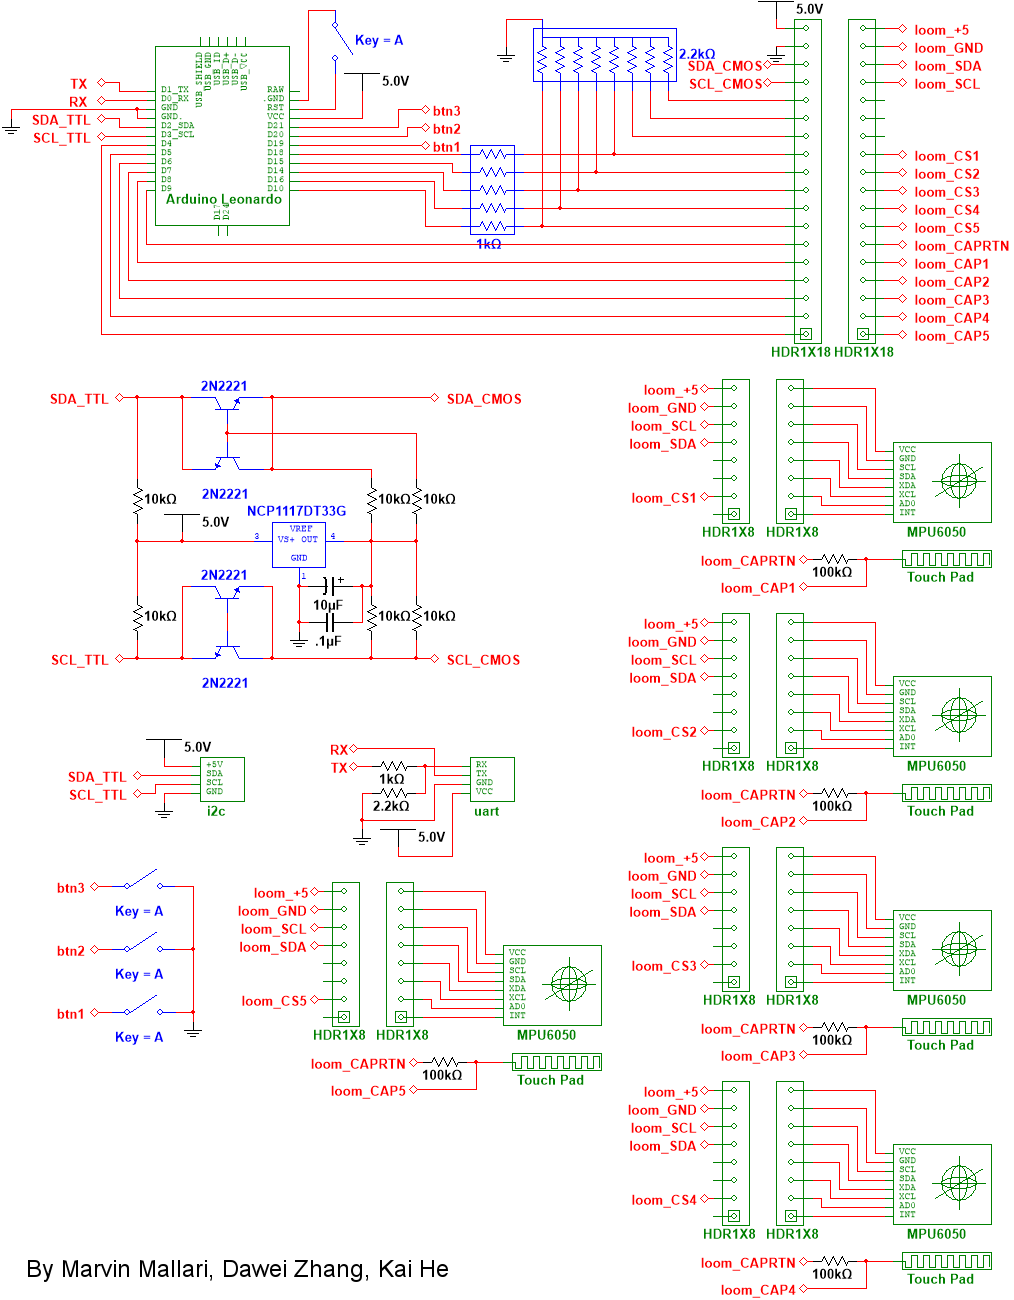 5.0V
Key = A
5.0V
USB_SHIELD
USB_GND
USB_ID
USB_D+
USB_D-
USB_VCC
TX
RX
SDA_TTL
SCL_TTL
D1_TX
D0_RX
GND
GND.
D2_SDA
D3_SCL
D4
D5
D6
D7
D8
D9
RAW
.GND
RST
VCC
D21
D20
D19
D18
D15
D14
D16
D10
Arduino Leonardo
D17
D24
btn3
btn2
btn1
1kΩ
2.2kΩ
SDA_CMOS
SCL_CMOS
HDR1X18
HDR1X18
loom_+5
loom_GND
loom_SDA
loom_SCL
loom_CS1
loom_CS2
loom_CS3
loom_CS4
loom_CS5
loom_CAPRTN
loom_CAP1
loom_CAP2
loom_CAP3
loom_CAP4
loom_CAP5
2N2221
SDA_TTL
SDA_CMOS
2N2221
10kΩ
10kΩ
10kΩ
5.0V
NCP1117DT33G
VREF
VS+ OUT
GND
3
4
1
2N2221
10µF
.1µF
10kΩ
10kΩ
10kΩ
SCL_TTL
SCL_CMOS
2N2221
5.0V
SDA_TTL
SCL_TTL
+5V
SDA
SCL
GND
i2c
RX
TX
1kΩ
2.2kΩ
5.0V
RX
TX
GND
VCC
uart
btn3
Key = A
btn2
Key = A
btn1
Key = A
loom_+5
loom_GND
loom_SCL
loom_SDA
loom_CS5
HDR1X8
HDR1X8
VCC
GND
SCL
SDA
XDA
XCL
AD0
INT
MPU6050
loom_CAPRTN
100kΩ
loom_CAP5
Touch Pad
loom_+5
loom_GND
loom_SCL
loom_SDA
loom_CS1
HDR1X8
HDR1X8
VCC
GND
SCL
SDA
XDA
XCL
AD0
INT
MPU6050
loom_CAPRTN
100kΩ
loom_CAP1
Touch Pad
loom_+5
loom_GND
loom_SCL
loom_SDA
loom_CS2
HDR1X8
HDR1X8
VCC
GND
SCL
SDA
XDA
XCL
AD0
INT
MPU6050
loom_CAPRTN
100kΩ
loom_CAP2
Touch Pad
loom_+5
loom_GND
loom_SCL
loom_SDA
loom_CS3
HDR1X8
HDR1X8
VCC
GND
SCL
SDA
XDA
XCL
AD0
INT
MPU6050
loom_CAPRTN
100kΩ
loom_CAP3
Touch Pad
loom_+5
loom_GND
loom_SCL
loom_SDA
loom_CS4
HDR1X8
HDR1X8
VCC
GND
SCL
SDA
XDA
XCL
AD0
INT
MPU6050
loom_CAPRTN
100kΩ
loom_CAP4
Touch Pad
By Marvin Mallari, Dawei Zhang, Kai He